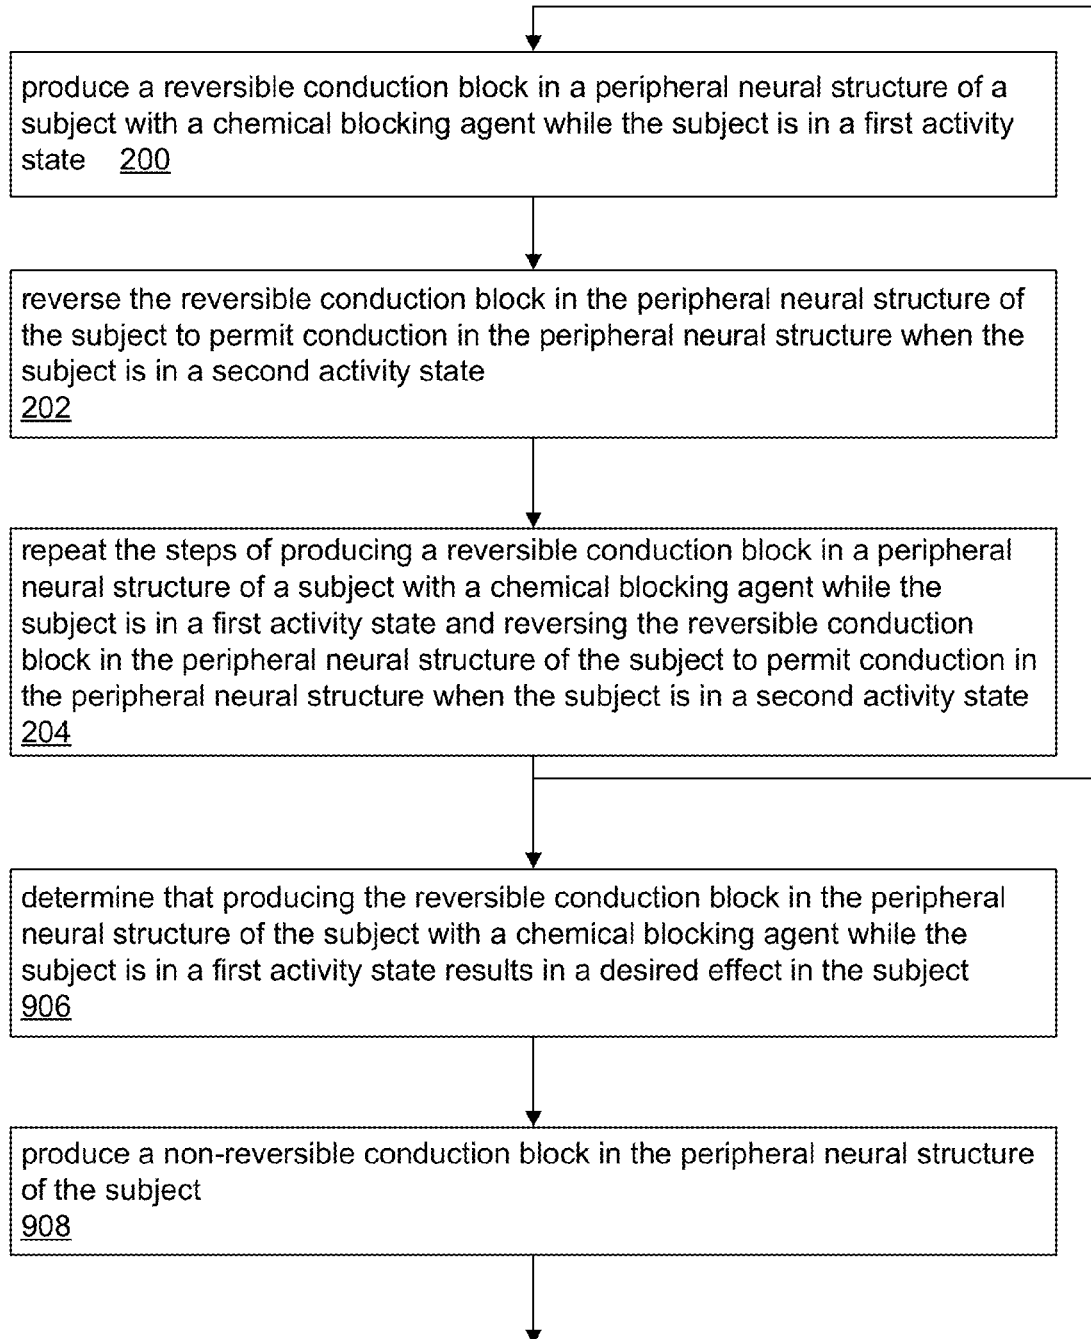 produce a reversible conduction block in a peripheral neural structure of a
subject with a chemical blocking agent while the subject is in a first activity
state 200
reverse the reversible conduction block in the peripheral neural structure of
the subject to permit conduction in the peripheral neural structure when the
subject is in a second activity state
202
repeat the steps of producing a reversible conduction block in a peripheral
neural structure of a subject with a chemical blocking agent while the
subject is in a first activity state and reversing the reversible conduction
block in the peripheral neural structure of the subject to permit conduction in
the peripheral neural structure when the subject is in a second activity state
204
determine that producing the reversible conduction block in the peripheral
neural structure of the subject with a chemical blocking agent while the
subject is in a first activity state results in a desired effect in the subject
906
produce a non-reversible conduction block in the peripheral neural structure
of the subject
908